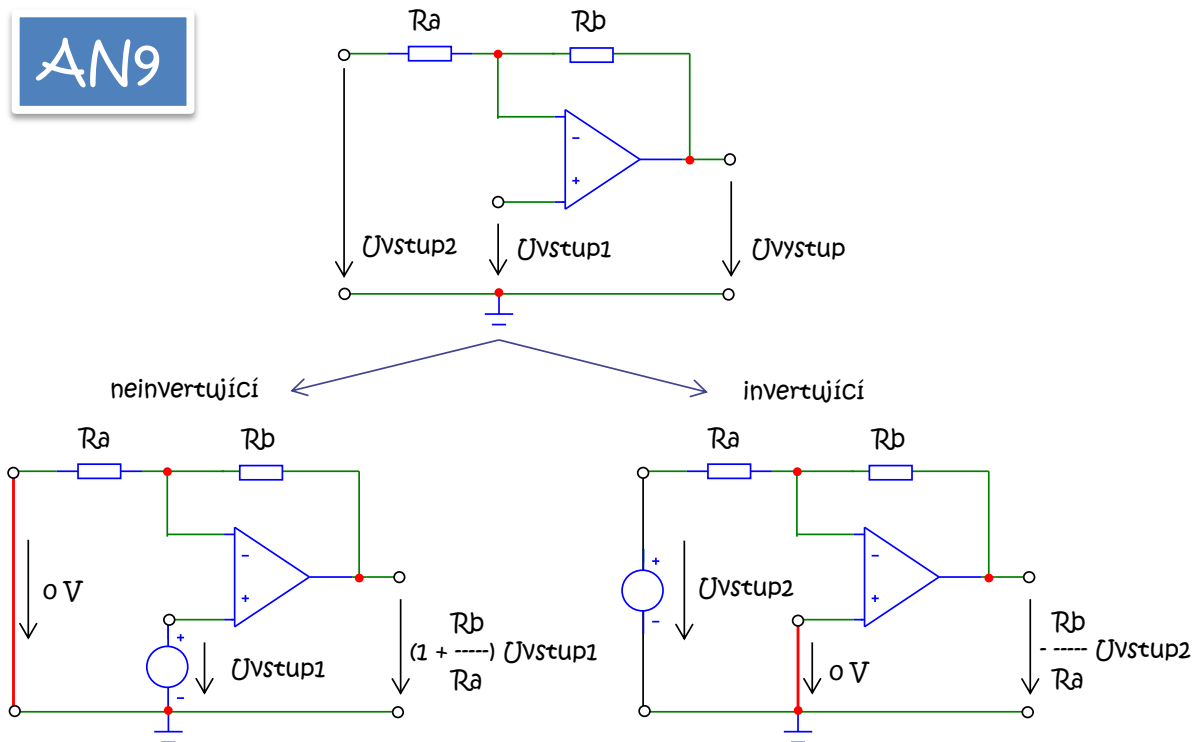 AN9
Ra Rb
-
+
Uvstup2 Uvstup1 Uvystup
neinvertující invertující
Ra Rb
-
+
0 V
+
-
Uvstup1
Rb
(1 + -----) Uvstup1
Ra
Ra Rb
-
+
+
-
Uvstup2
0 V
Rb
- ----- Uvstup2
Ra